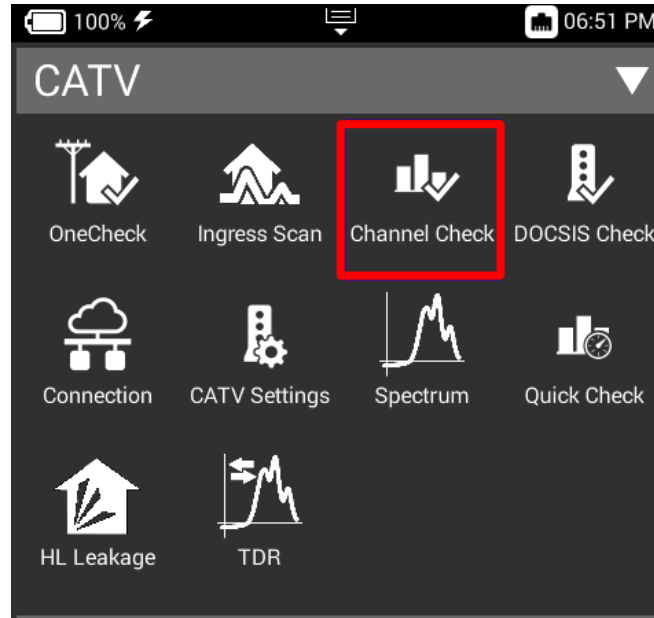 100% 06:51 PM
CATV
OneCheck Ingress Scan Channel Check DOCSIS Check
Connection CATV Settings Spectrum Quick Check
HL Leakage TDR